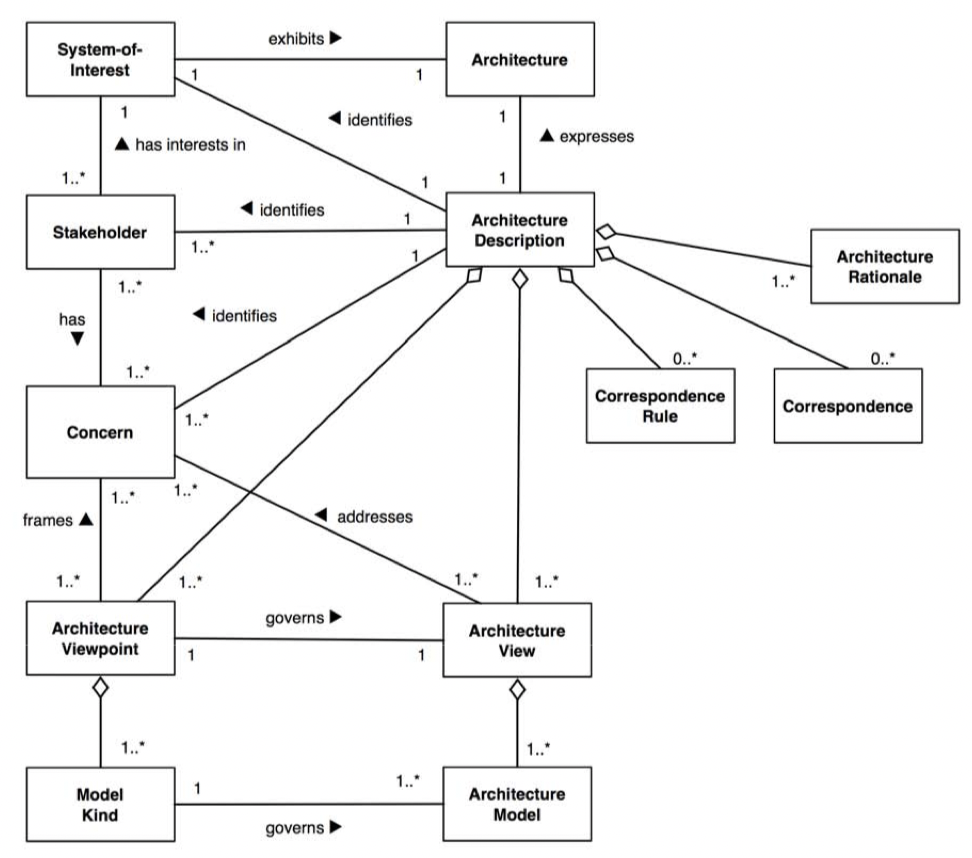 System-of-
Interest
exhibits ▶
Architecture
1
1
1
◀ identifies
1
▲ expresses
▲ has interests in
1..*
1
1
Stakeholder
◀ identifies
1
1..*
Architecture
Description
1
Architecture
Rationale
1..*
1..*
has
▼
◀ identifies
1..*
0..*
0..*
Correspondence
Rule
Correspondence
1..*
Concern
1..*
1..*
frames ▲
◀ addresses
1..*
1..*
1..*
1..*
Architecture
Viewpoint
governs ▶
1
1
Architecture
View
1..*
1..*
Model
Kind
1
1..*
governs ▶
Architecture
Model